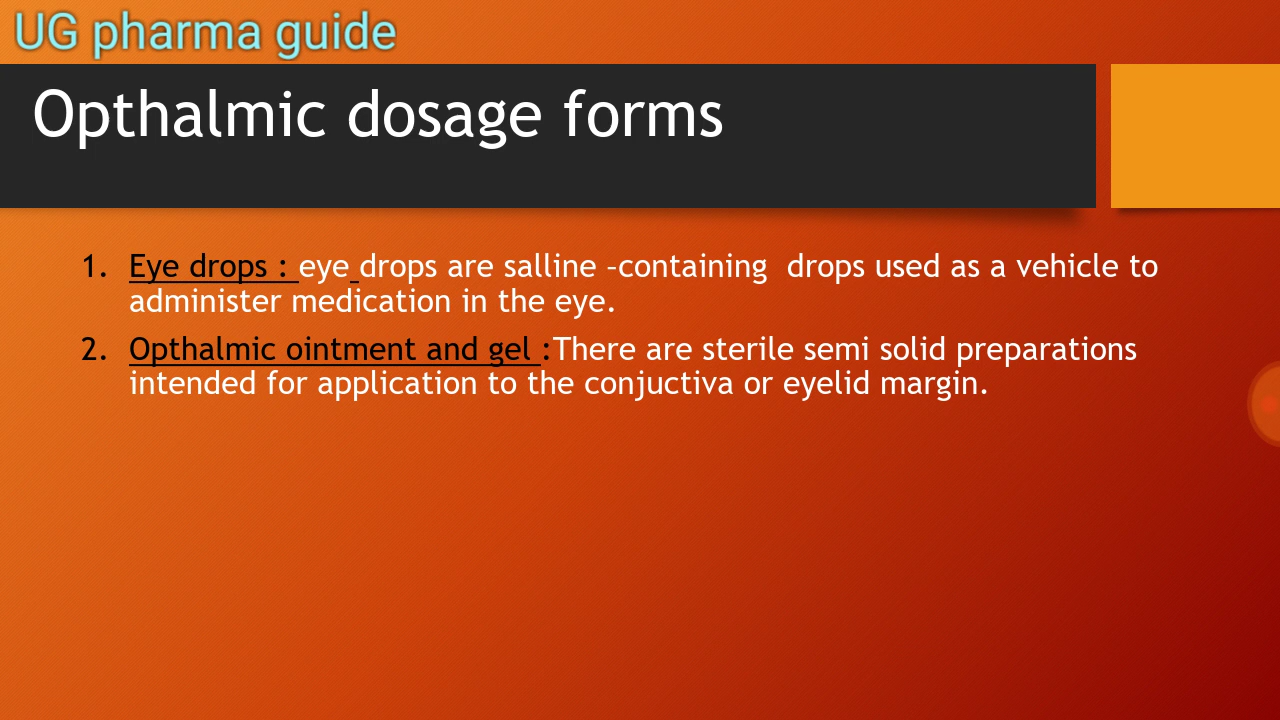 UG pharma guide
Opthalmic dosage forms
1. Eye drops : eye drops are salline –containing  drops used as a vehicle to
administer medication in the eye.
2. Opthalmic ointment and gel :There are sterile semi solid preparations
intended for application to the conjuctiva or eyelid margin.